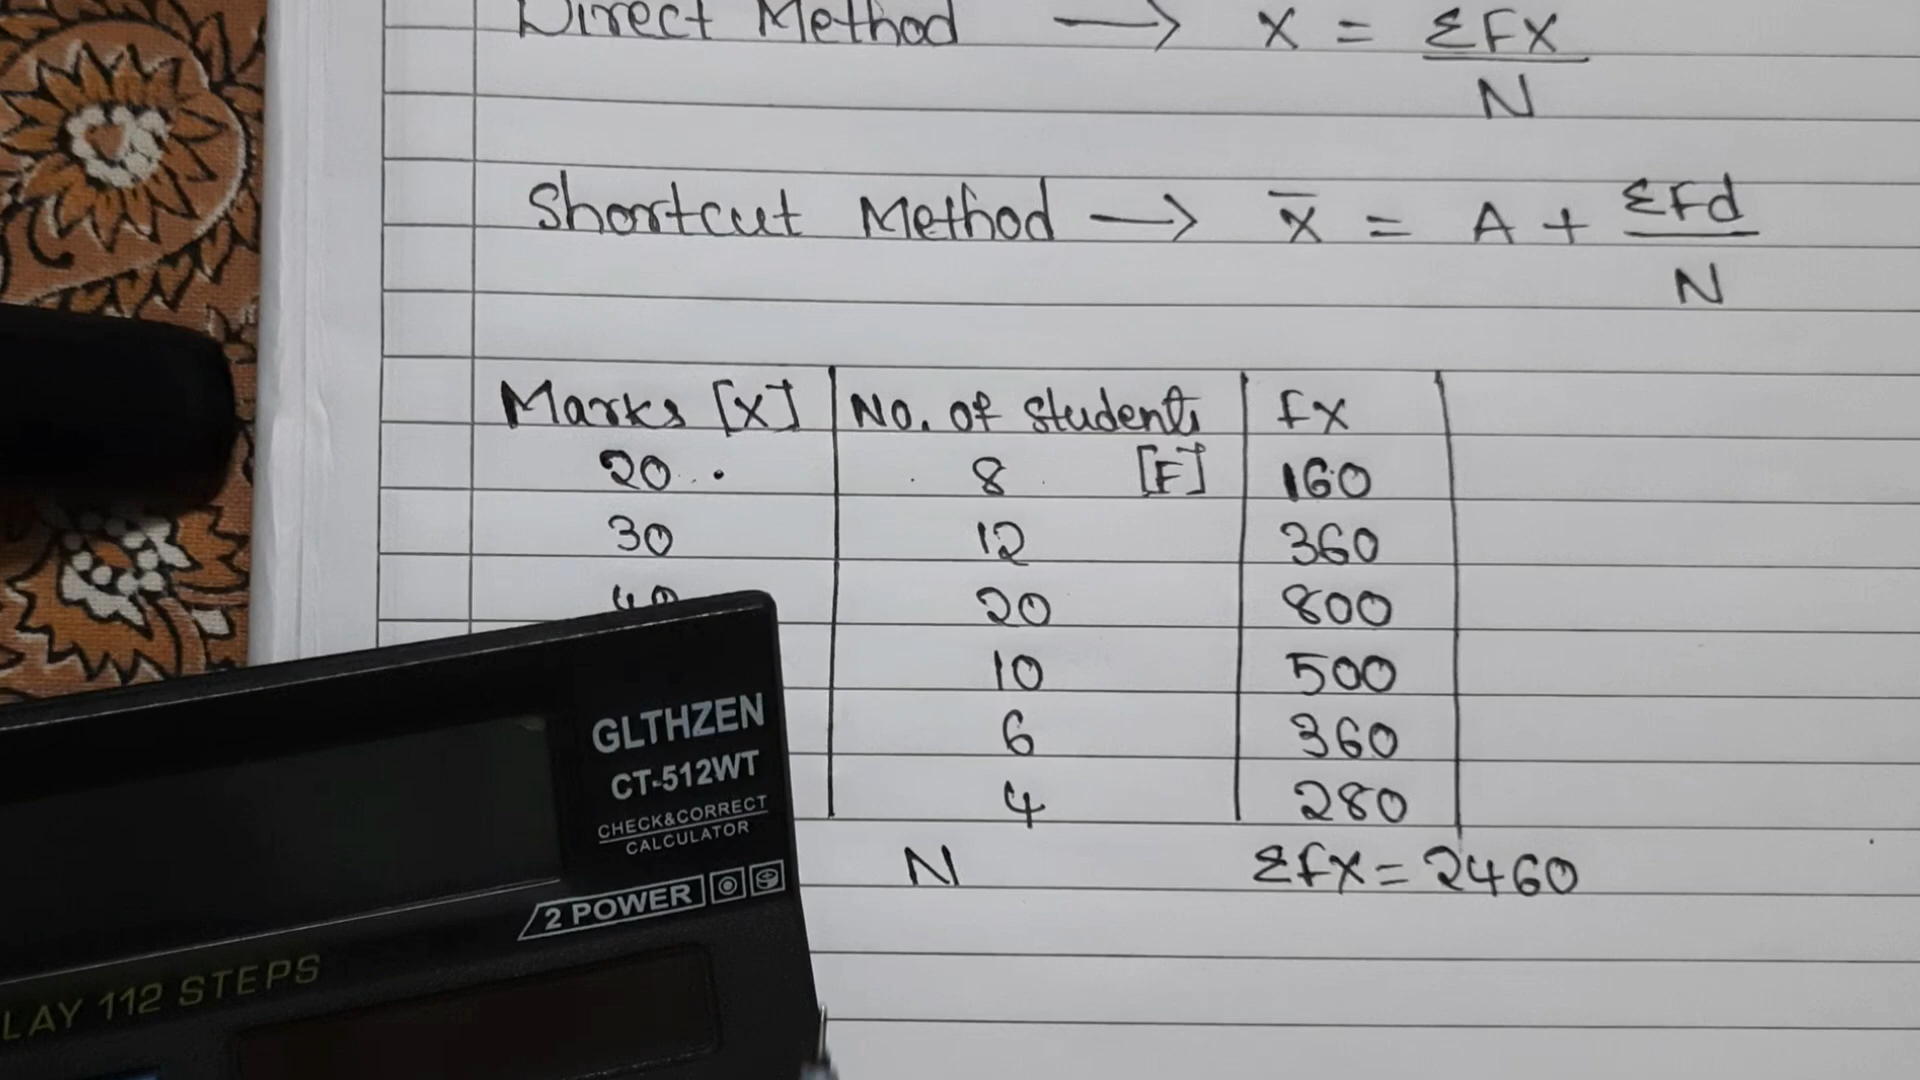 Direct Method → X = ΣFX / N
Shortcut Method → X̄ = A + ΣFd / N
Marks [X] No. of students [F] FX
20 8 160
30 12 360
40 20 800
10 500
6 360
4 280
N Σfx = 2460
GLTHZEN
CT-512WT
CHECK&CORRECT
CALCULATOR
2 POWER
LAY 112 STEPS